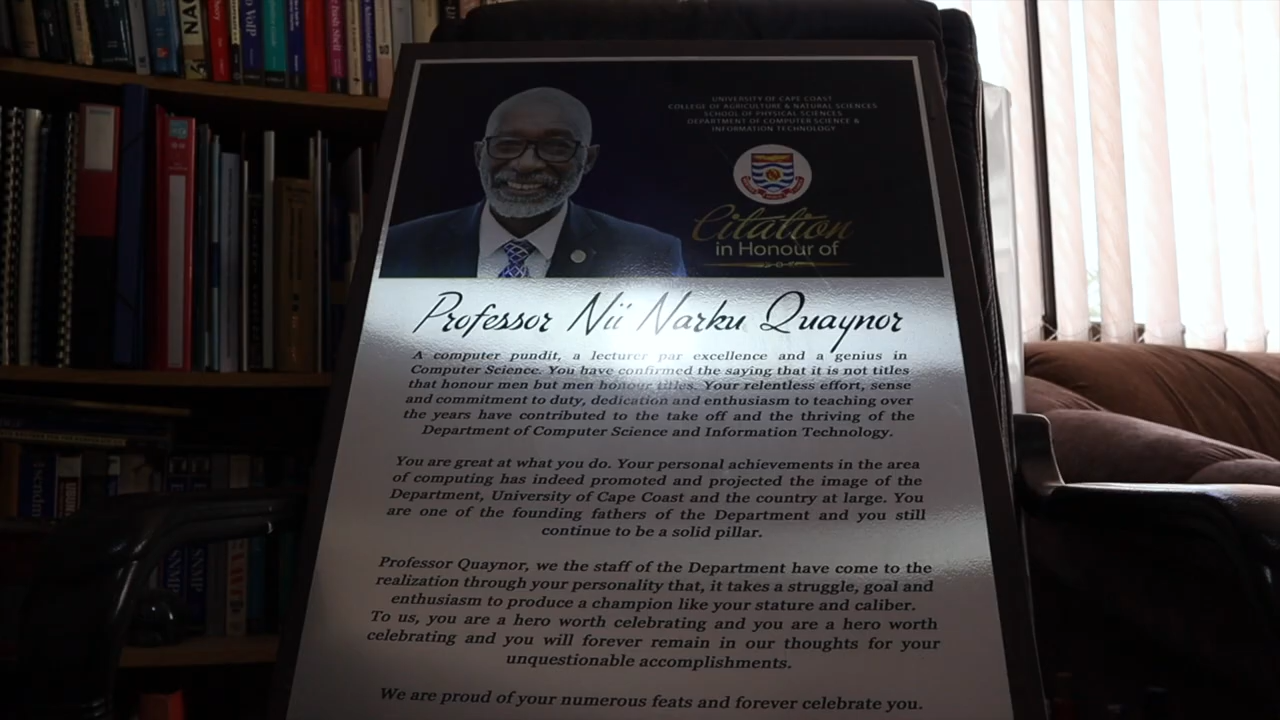 UNIVERSITY OF CAPE COAST
COLLEGE OF AGRICULTURE & NATURAL SCIENCES
SCHOOL OF PHYSICAL SCIENCES
DEPARTMENT OF COMPUTER SCIENCE &
INFORMATION TECHNOLOGY
Citation
in Honour of
Professor Nii Narku Quaynor
A computer pundit, a lecturer par excellence and a genius in
Computer Science. You have confirmed the saying that it is not titles
that honour men but men honour titles. Your relentless effort, sense
and commitment to duty, dedication and enthusiasm to teaching over
the years have contributed to the take off and the thriving of the
Department of Computer Science and Information Technology.
You are great at what you do. Your personal achievements in the area
of computing has indeed promoted and projected the image of the
Department, University of Cape Coast and the country at large. You
are one of the founding fathers of the Department and you still
continue to be a solid pillar.
Professor Quaynor, we the staff of the Department have come to the
realization through your personality that, it takes a struggle, goal and
enthusiasm to produce a champion like your stature and caliber.
To us, you are a hero worth celebrating and you are a hero worth
celebrating and you will forever remain in our thoughts for your
unquestionable accomplishments.
We are proud of your numerous feats and forever celebrate you.
VoIP
SNMP
SNMP